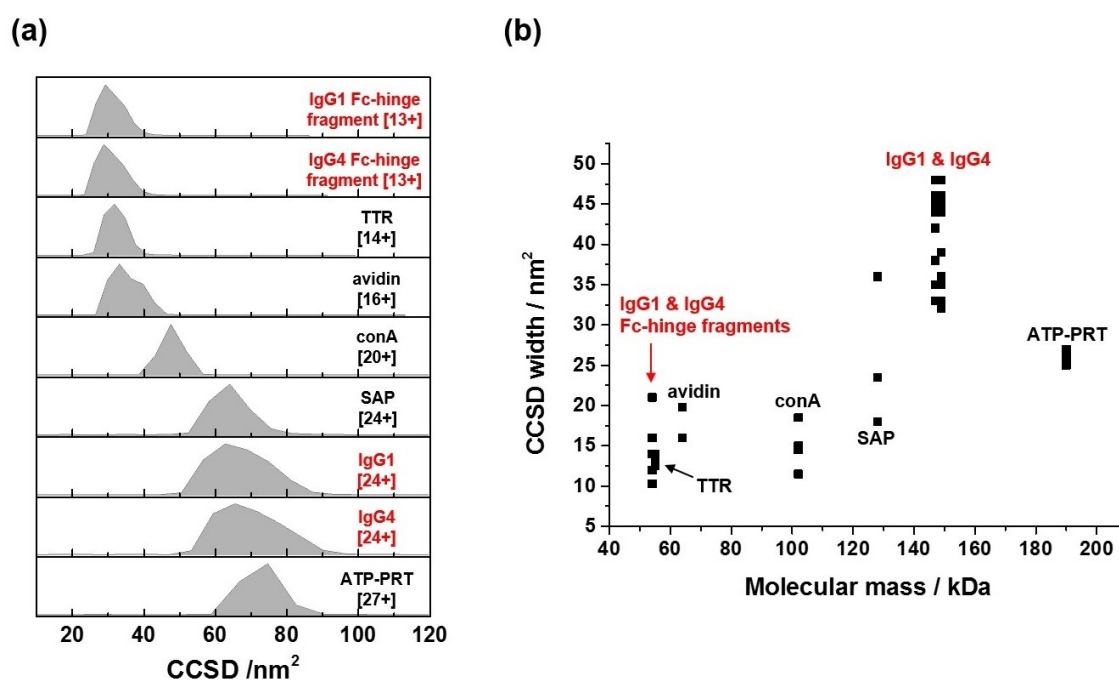 (a)
IgG1 Fc-hinge
fragment [13+]
IgG4 Fc-hinge
fragment [13+]
TTR
[14+]
avidin
[16+]
conA
[20+]
SAP
[24+]
IgG1
[24+]
IgG4
[24+]
ATP-PRT
[27+]
20 40 60 80 100 120
CCSD /nm²
(b)
CCSD width / nm²
50
45
40
35
30
25
20
15
10
5
IgG1 & IgG4
IgG1 & IgG4
Fc-hinge fragments
ATP-PRT
avidin
conA
SAP
TTR
40 60 80 100 120 140 160 180 200
Molecular mass / kDa